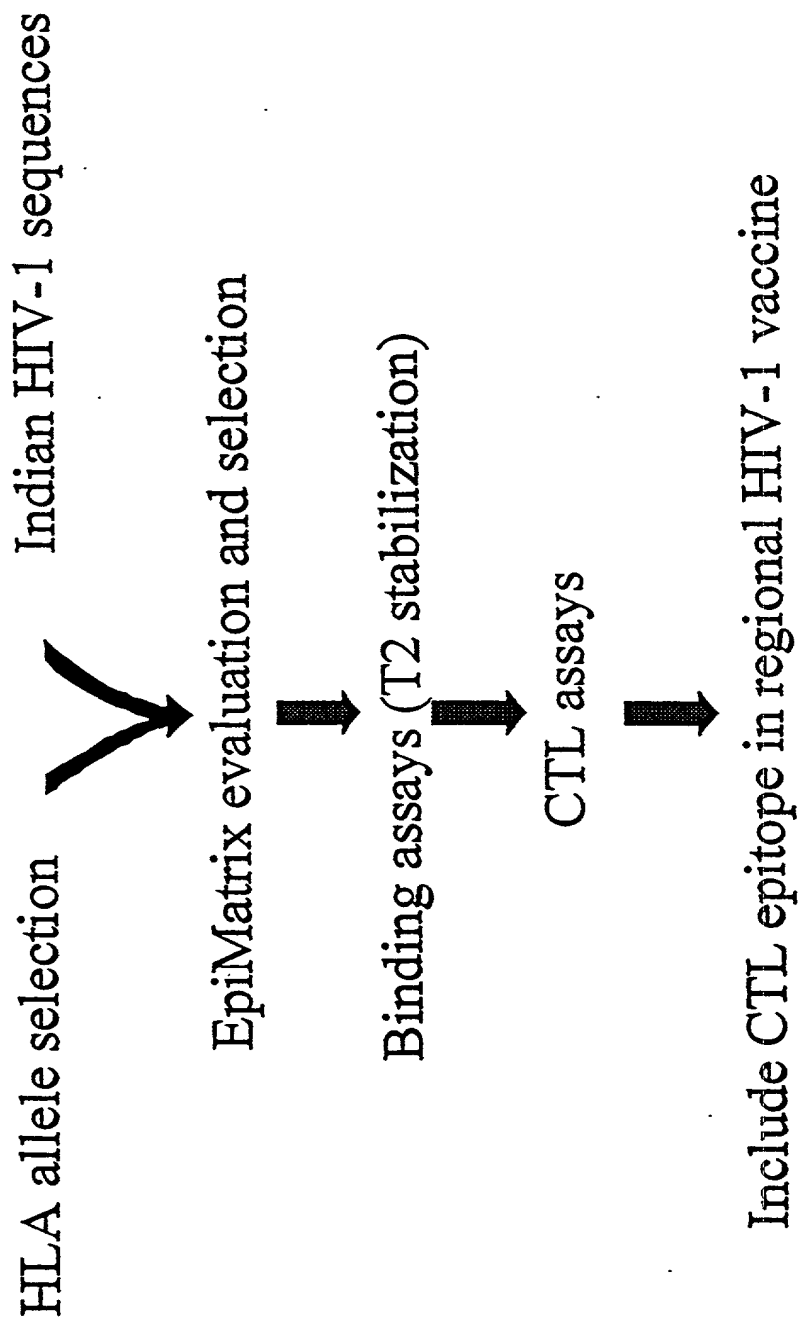 HLA allele selection
Indian HIV-1 sequences
EpiMatrix evaluation and selection
Binding assays (T2 stabilization)
CTL assays
Include CTL epitope in regional HIV-1 vaccine